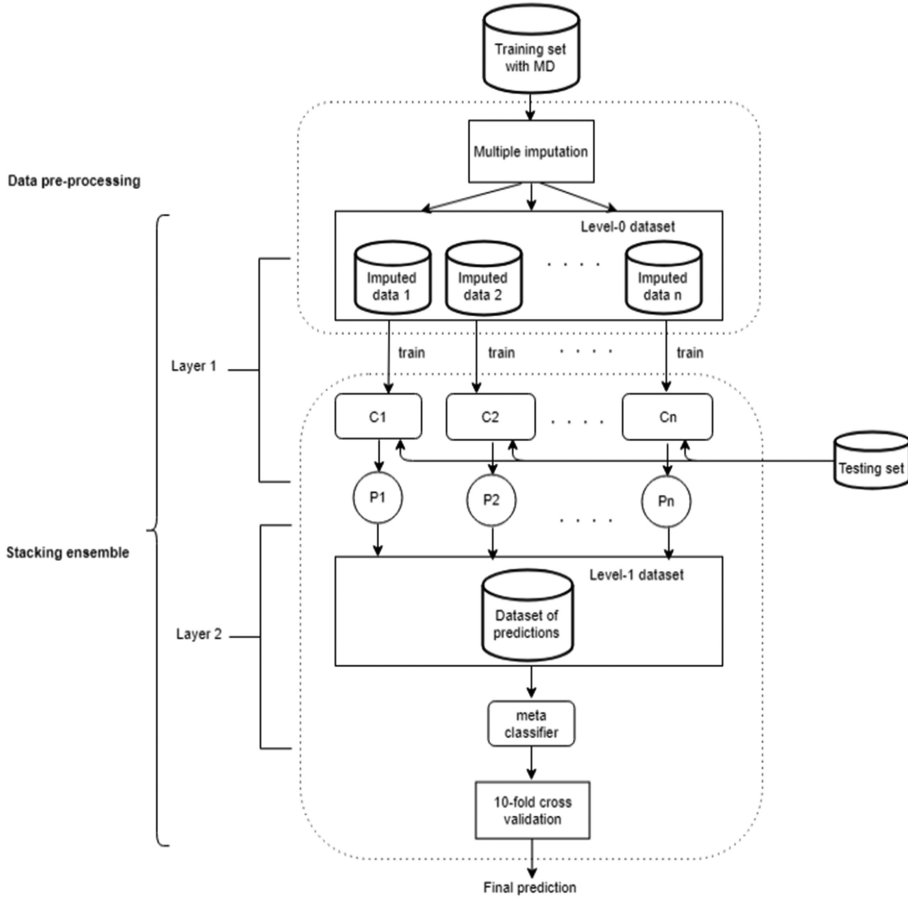 Training set
with MD
Multiple imputation
Data pre-processing
Level-0 dataset
Imputed
data 1
Imputed
data 2
. . . .
Imputed
data n
train
train
. . . .
train
Layer 1
C1
C2
. . . .
Cn
Testing set
P1
P2
. . . .
Pn
Stacking ensemble
Level-1 dataset
Dataset of
predictions
Layer 2
meta
classifier
10-fold cross
validation
Final prediction